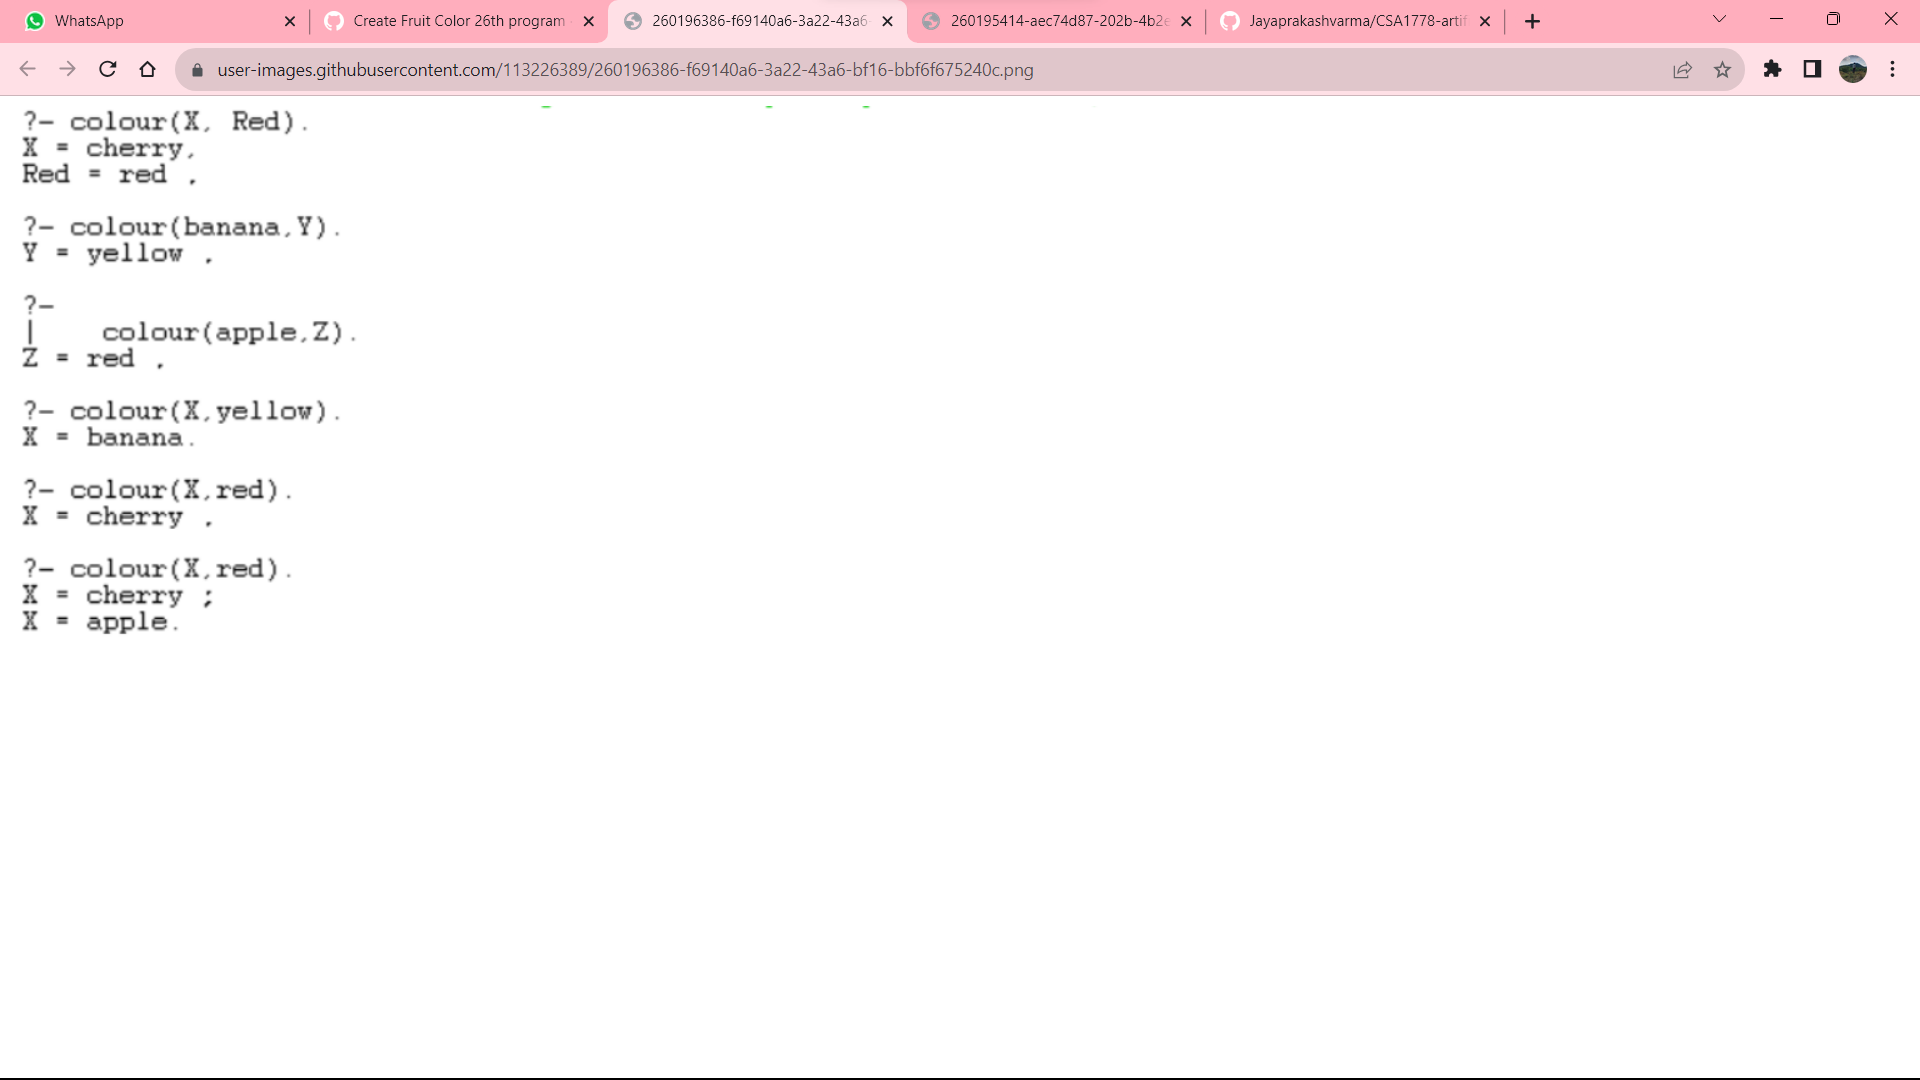 WhatsApp
Create Fruit Color 26th program
260196386-f69140a6-3a22-43a6-
260195414-aec74d87-202b-4b2e
Jayaprakashvarma/CSA1778-artif
user-images.githubusercontent.com/113226389/260196386-f69140a6-3a22-43a6-bf16-bbf6f675240c.png
?- colour(X, Red).
X = cherry,
Red = red .
?- colour(banana,Y).
Y = yellow .
?-
|    colour(apple,Z).
Z = red .
?- colour(X,yellow).
X = banana.
?- colour(X,red).
X = cherry .
?- colour(X,red).
X = cherry ;
X = apple.